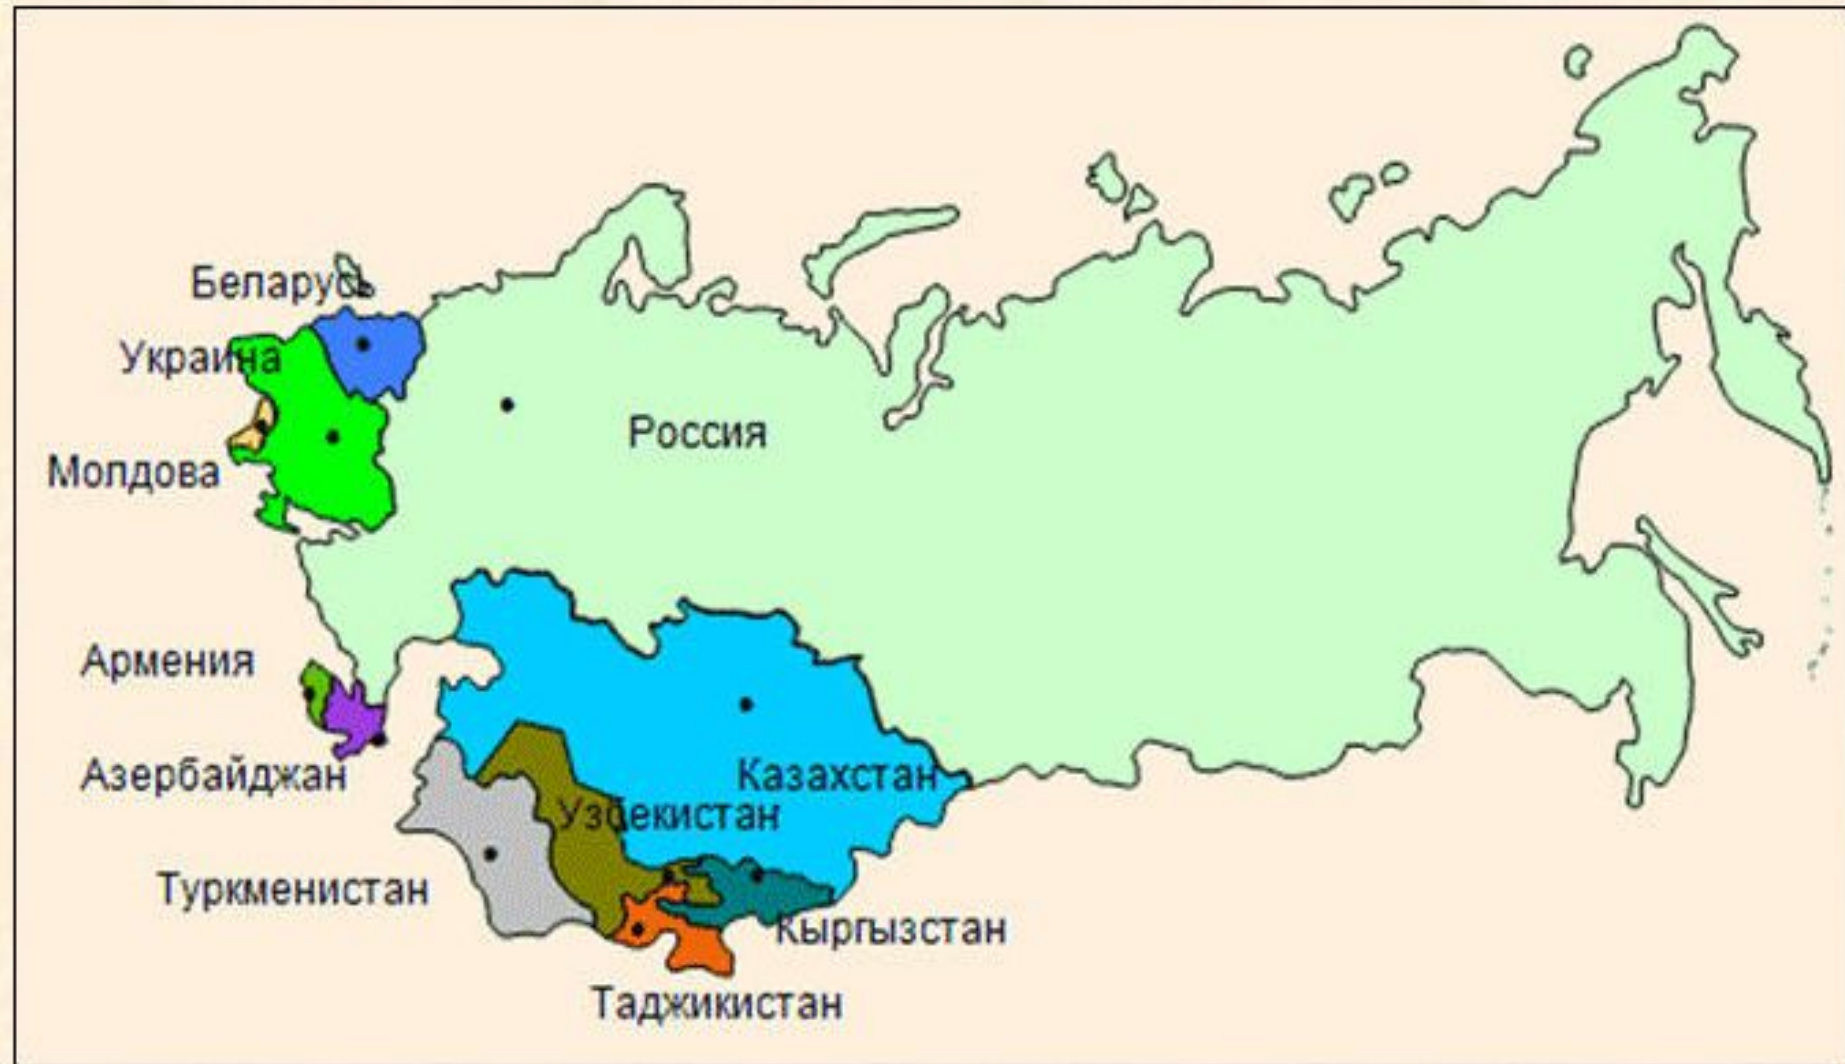 Беларусь
Украина
Россия
Молдова
Армения
Азербайджан
Казахстан
Узбекистан
Туркменистан
Кыргызстан
Таджикистан